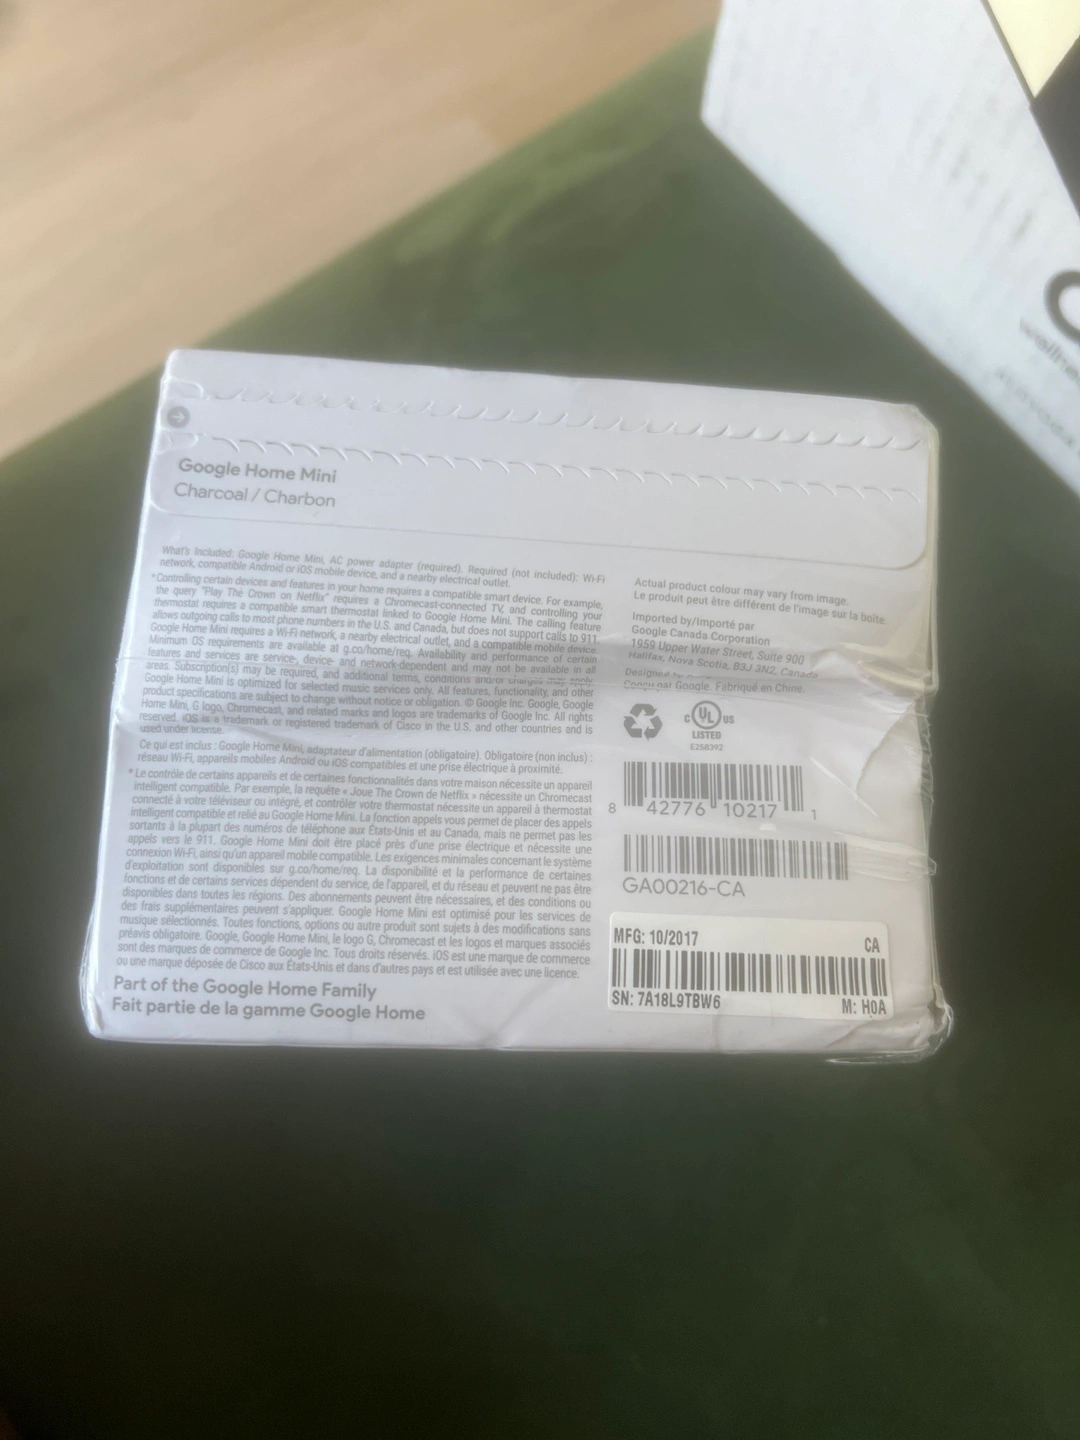 Google Home Mini
Charcoal / Charbon
What's Included: Google Home Mini, AC power adapter (required). Required (not included): Wi-Fi
network, compatible Android or iOS mobile device, and a nearby electrical outlet.
*Controlling certain devices and features in your home requires a compatible smart device. For example,
the query "Play The Crown on Netflix" requires a Chromecast-connected TV, and controlling your
thermostat requires a compatible smart thermostat linked to Google Home Mini. The calling feature
allows outgoing calls to most phone numbers in the U.S. and Canada, but does not support calls to 911.
Google Home Mini requires a Wi-Fi network, a nearby electrical outlet, and a compatible mobile device.
Minimum OS requirements are available at g.co/home/req. Availability and performance of certain
features and services are service-, device- and network-dependent and may not be available in all
areas. Subscription(s) may be required, and additional terms, conditions and/or charges may apply.
Google Home Mini is optimized for selected music services only. All features, functionality, and other
product specifications are subject to change without notice or obligation. © Google Inc. Google, Google
Home Mini, G logo, Chromecast, and related marks and logos are trademarks of Google Inc. All rights
reserved. iOS is a trademark or registered trademark of Cisco in the U.S. and other countries and is
used under license.
Ce qui est inclus : Google Home Mini, adaptateur d'alimentation (obligatoire). Obligatoire (non inclus) :
réseau Wi-Fi, appareils mobiles Android ou iOS compatibles et une prise électrique à proximité.
* Le contrôle de certains appareils et de certaines fonctionnalités dans votre maison nécessite un appareil
intelligent compatible. Par exemple, la requête « Joue The Crown de Netflix » nécessite un Chromecast
connecté à votre téléviseur ou intégré, et contrôler votre thermostat nécessite un appareil à thermostat
intelligent compatible et relié au Google Home Mini. La fonction appels vous permet de placer des appels
sortants à la plupart des numéros de téléphone aux États-Unis et au Canada, mais ne permet pas les
appels vers le 911. Google Home Mini doit être placé près d'une prise électrique et nécessite une
connexion Wi-Fi, ainsi qu'un appareil mobile compatible. Les exigences minimales concernant le système
d'exploitation sont disponibles sur g.co/home/req. La disponibilité et la performance de certaines
fonctions et de certains services dépendent du service, de l'appareil, et du réseau et peuvent ne pas être
disponibles dans toutes les régions. Des abonnements peuvent être nécessaires, et des conditions ou
des frais supplémentaires peuvent s'appliquer. Google Home Mini est optimisé pour les services de
musique sélectionnés. Toutes fonctions, options ou autre produit sont sujets à des modifications sans
préavis obligatoire. Google, Google Home Mini, le logo G, Chromecast et les logos et marques associés
sont des marques de commerce de Google Inc. Tous droits réservés. iOS est une marque de commerce
ou une marque déposée de Cisco aux États-Unis et dans d'autres pays et est utilisée avec une licence.
Part of the Google Home Family
Fait partie de la gamme Google Home
Actual product colour may vary from image.
Le produit peut être différent de l'image sur la boîte.
Imported by/Importé par
Google Canada Corporation
1959 Upper Water Street, Suite 900
Halifax, Nova Scotia, B3J 3N2, Canada
Designed by
Conçu par Google. Fabriqué en Chine.
C UL US
LISTED
E258392
8 42776 10217 1
GA00216-CA
MFG: 10/2017 CA
SN: 7A18L9TBW6 M: H0A